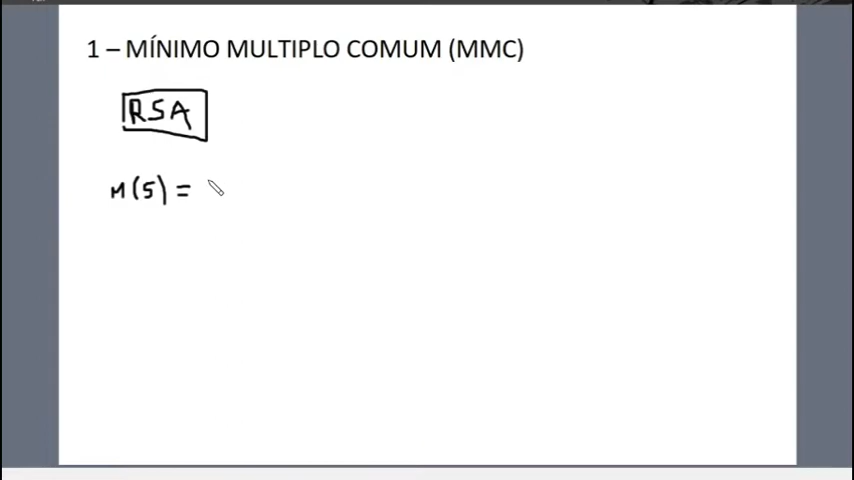 1 – MÍNIMO MULTIPLO COMUM (MMC)
RSA
M(5) =